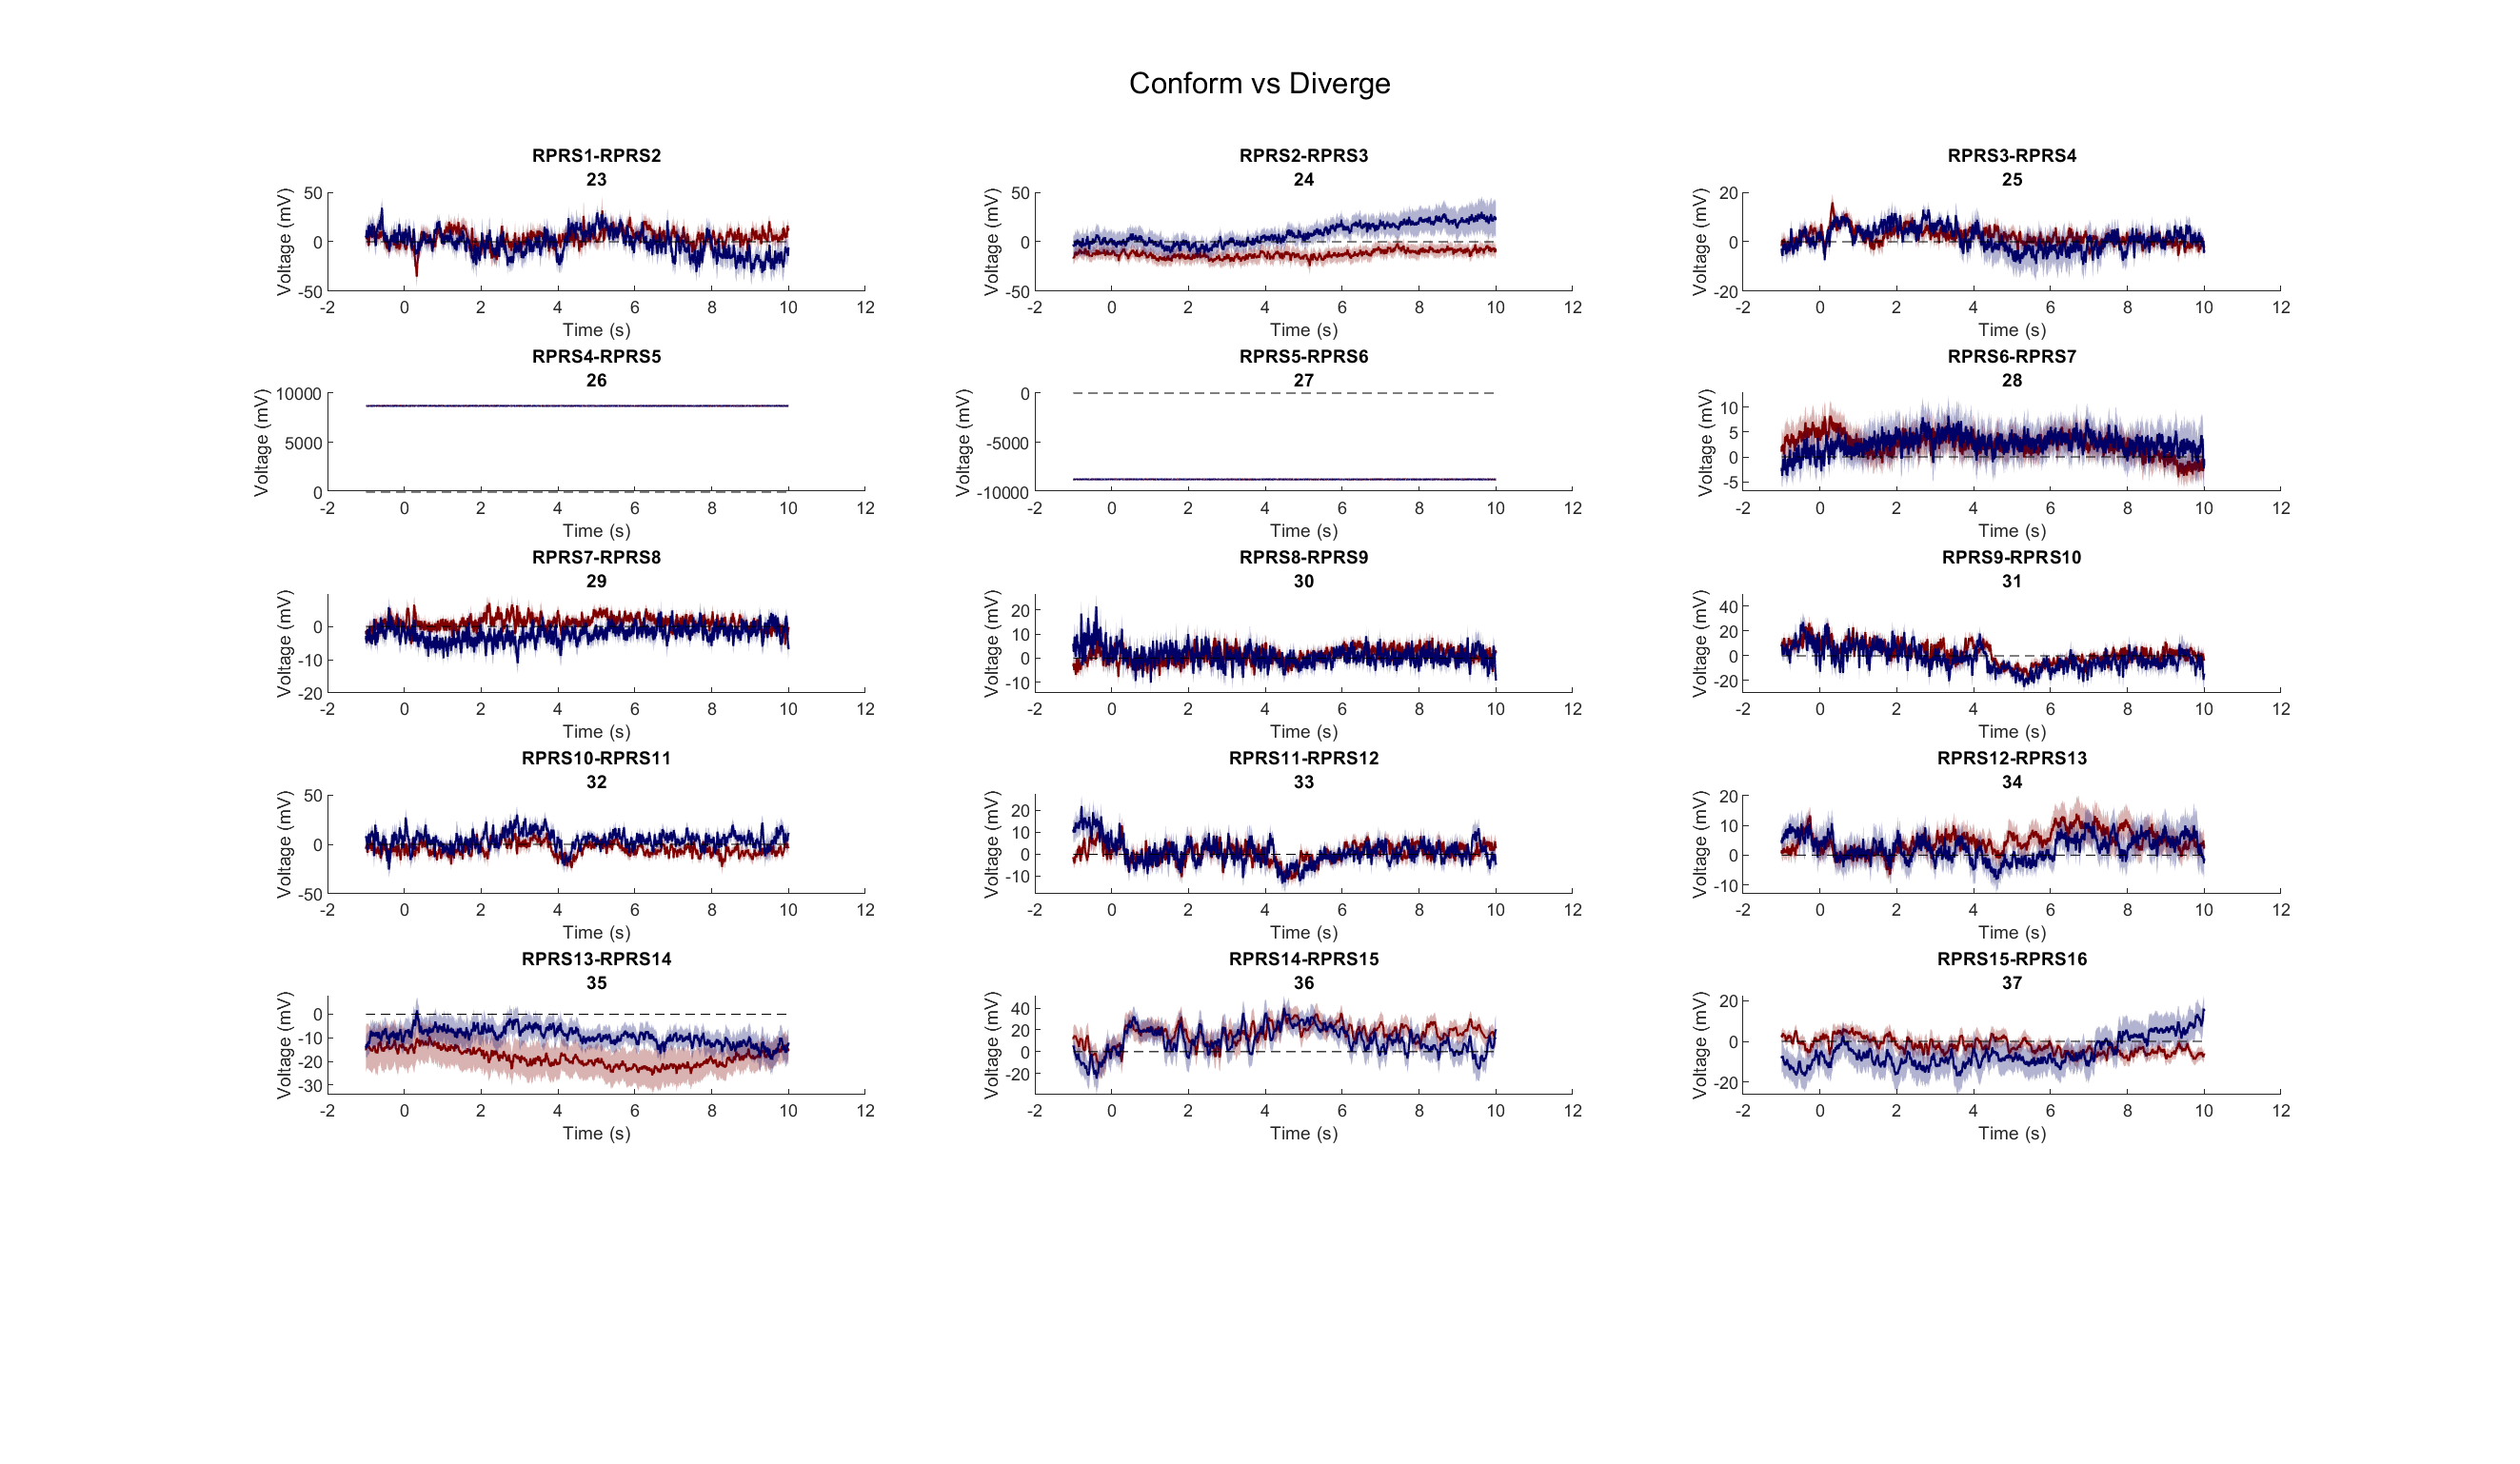 Conform vs Diverge
RPRS1-RPRS2
23
50
0
-50
Voltage (mV)
-2 0 2 4 6 8 10 12
Time (s)
RPRS2-RPRS3
24
50
0
-50
Voltage (mV)
-2 0 2 4 6 8 10 12
Time (s)
RPRS3-RPRS4
25
20
0
-20
Voltage (mV)
-2 0 2 4 6 8 10 12
Time (s)
RPRS4-RPRS5
26
10000
5000
0
Voltage (mV)
-2 0 2 4 6 8 10 12
Time (s)
RPRS5-RPRS6
27
0
-5000
-10000
Voltage (mV)
-2 0 2 4 6 8 10 12
Time (s)
RPRS6-RPRS7
28
10
5
0
-5
Voltage (mV)
-2 0 2 4 6 8 10 12
Time (s)
RPRS7-RPRS8
29
0
-10
-20
Voltage (mV)
-2 0 2 4 6 8 10 12
Time (s)
RPRS8-RPRS9
30
20
10
0
-10
Voltage (mV)
-2 0 2 4 6 8 10 12
Time (s)
RPRS9-RPRS10
31
40
20
0
-20
Voltage (mV)
-2 0 2 4 6 8 10 12
Time (s)
RPRS10-RPRS11
32
50
0
-50
Voltage (mV)
-2 0 2 4 6 8 10 12
Time (s)
RPRS11-RPRS12
33
20
10
0
-10
Voltage (mV)
-2 0 2 4 6 8 10 12
Time (s)
RPRS12-RPRS13
34
20
10
0
-10
Voltage (mV)
-2 0 2 4 6 8 10 12
Time (s)
RPRS13-RPRS14
35
0
-10
-20
-30
Voltage (mV)
-2 0 2 4 6 8 10 12
Time (s)
RPRS14-RPRS15
36
40
20
0
-20
Voltage (mV)
-2 0 2 4 6 8 10 12
Time (s)
RPRS15-RPRS16
37
20
0
-20
Voltage (mV)
-2 0 2 4 6 8 10 12
Time (s)